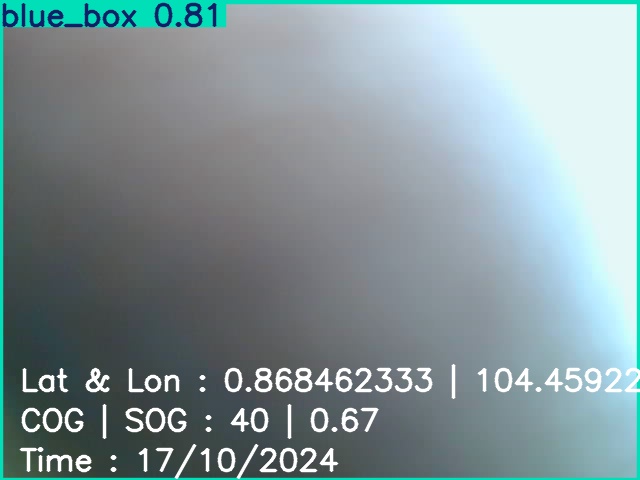 blue_box 0.81
Lat & Lon : 0.868462333 | 104.45922
COG | SOG : 40 | 0.67
Time : 17/10/2024